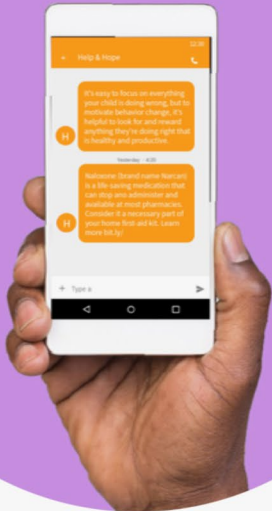 12:30
Help & Hope
It's easy to focus on everything
your child is doing wrong, but to
motivate behavior change, it's
helpful to look for and reward
anything they're doing right that
is healthy and productive.
H
Yesterday · 4:20
Naloxone (brand name Narcan)
is a life-saving medication that
can stop and administer and
available at most pharmacies.
Consider it a necessary part of
your home first-aid kit. Learn
more bit.ly/
H
Type a